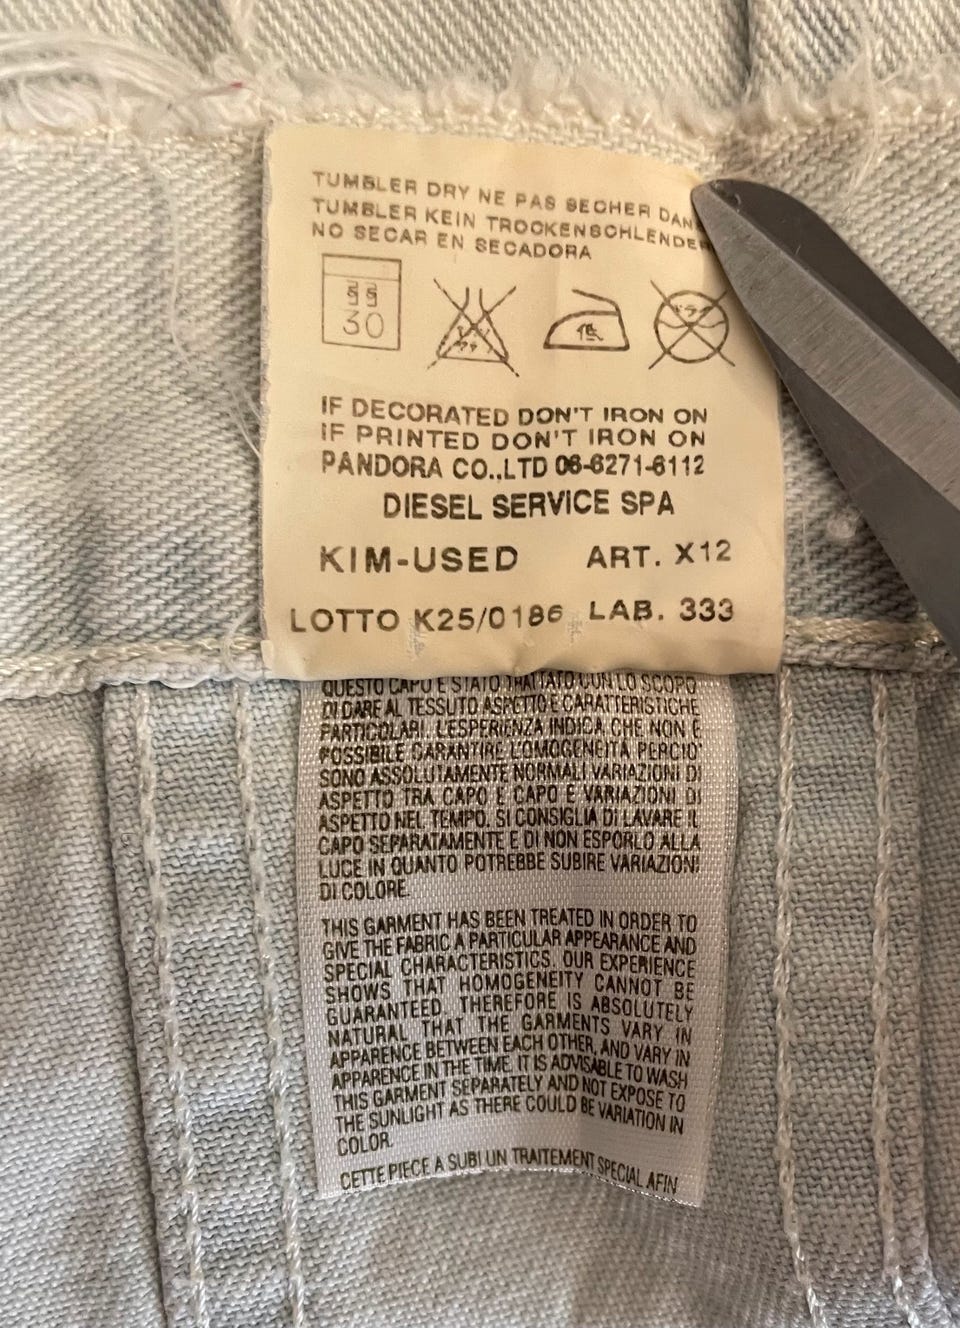 TUMBLER DRY NE PAS SECHER DAN
TUMBLER KEIN TROCKENSCHLENDER
NO SECAR EN SECADORA
30
低
IF DECORATED DON'T IRON ON
IF PRINTED DON'T IRON ON
PANDORA CO.,LTD 06-6271-6112
DIESEL SERVICE SPA
KIM-USED ART. X12
LOTTO K25/0186 LAB. 333
QUESTO CAPO E STATO TRATTATO CON LO SCOPO
DI DARE AL TESSUTO ASPETTO E CARATTERISTICHE
PARTICOLARI. L'ESPERIENZA INDICA CHE NON E'
POSSIBILE GARANTIRE L'OMOGENEITA PERCIO'
SONO ASSOLUTAMENTE NORMALI VARIAZIONI DI
ASPETTO TRA CAPO E CAPO E VARIAZIONI DI
ASPETTO NEL TEMPO. SI CONSIGLIA DI LAVARE IL
CAPO SEPARATAMENTE E DI NON ESPORLO ALLA
LUCE IN QUANTO POTREBBE SUBIRE VARIAZIONI
DI COLORE.
THIS GARMENT HAS BEEN TREATED IN ORDER TO
GIVE THE FABRIC A PARTICULAR APPEARANCE AND
SPECIAL CHARACTERISTICS. OUR EXPERIENCE
SHOWS THAT HOMOGENEITY CANNOT BE
GUARANTEED. THEREFORE IS ABSOLUTELY
NATURAL THAT THE GARMENTS VARY IN
APPARENCE BETWEEN EACH OTHER, AND VARY IN
APPARENCE IN THE TIME. IT IS ADVISABLE TO WASH
THIS GARMENT SEPARATELY AND NOT EXPOSE TO
THE SUNLIGHT AS THERE COULD BE VARIATION IN
COLOR.
CETTE PIECE A SUBI UN TRAITEMENT SPECIAL AFIN